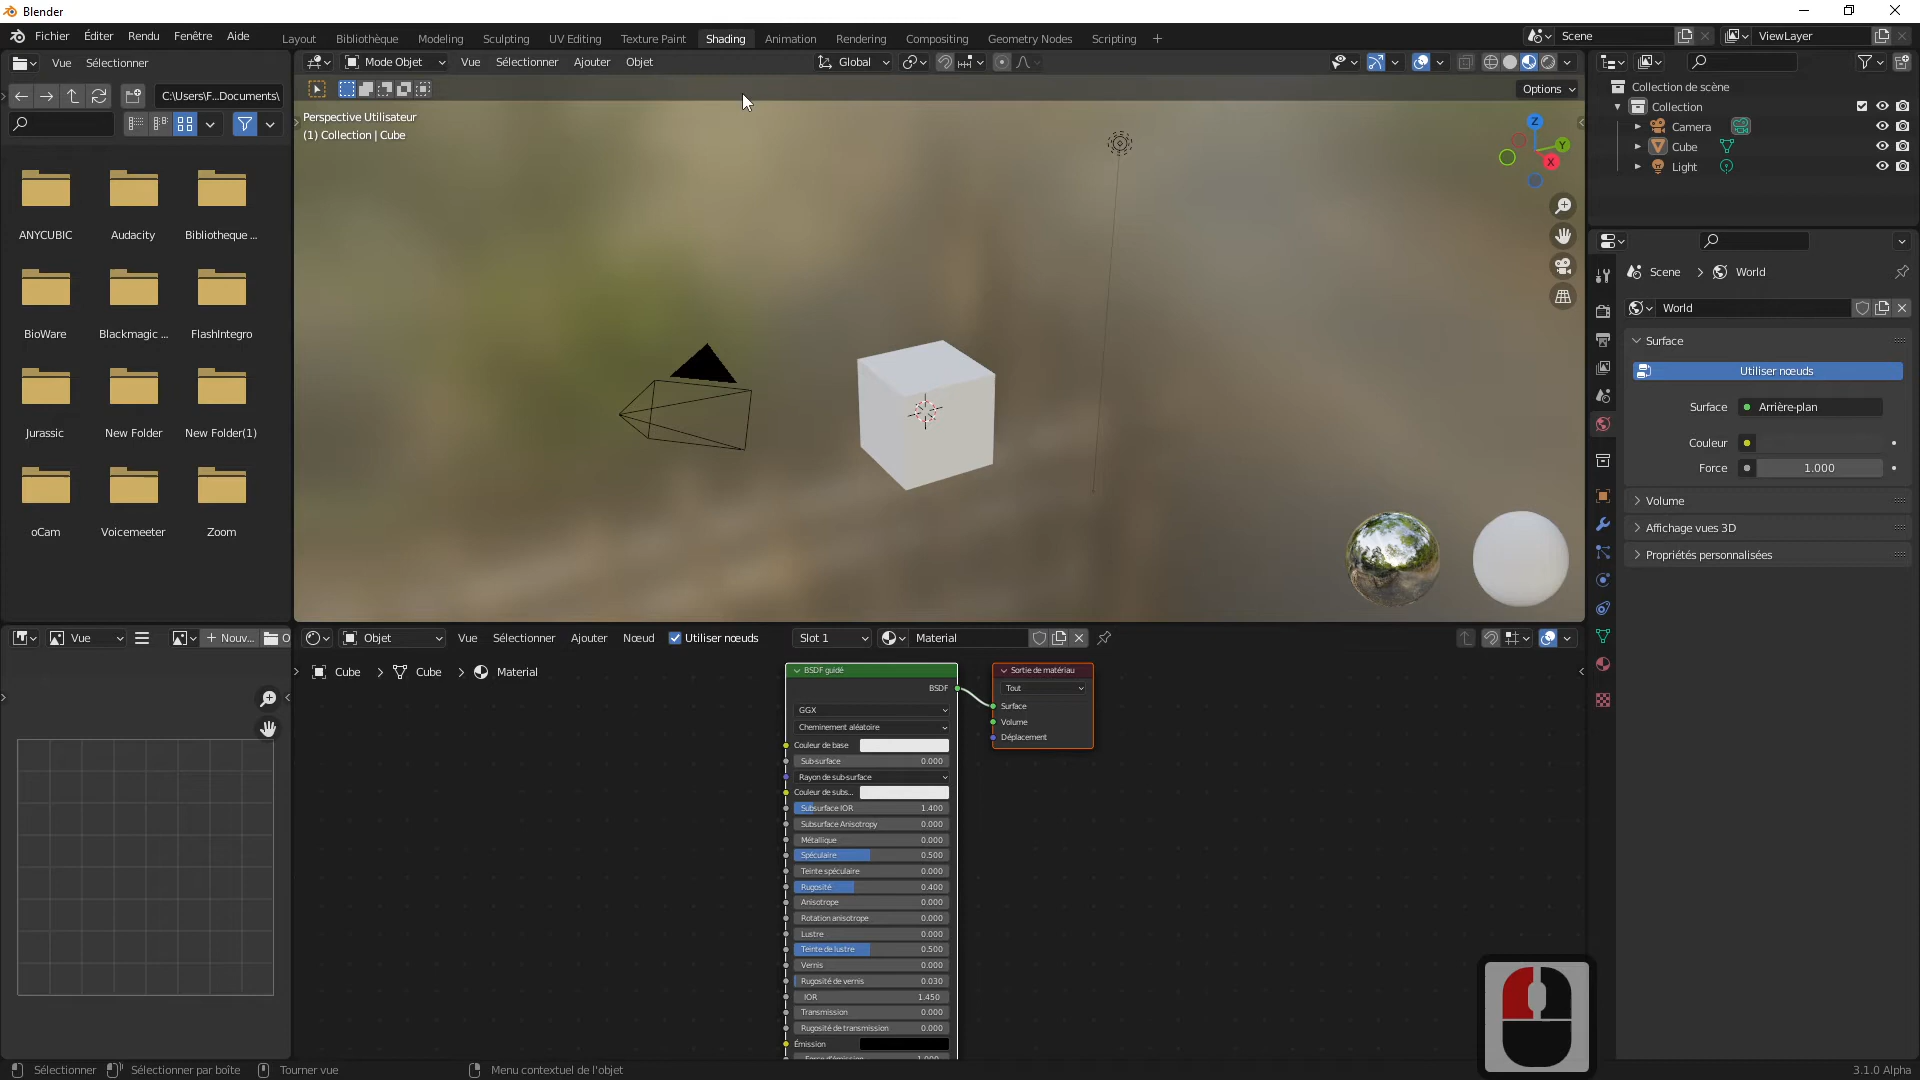 Blender
Fichier Éditer Rendu Fenêtre Aide
Layout Bibliothèque Modeling Sculpting UV Editing Texture Paint Shading Animation Rendering Compositing Geometry Nodes Scripting +
Scene ViewLayer
Vue Sélectionner
Mode Objet Vue Sélectionner Ajouter Objet
Global
C:\Users\F...Documents\
Options
Perspective Utilisateur
(1) Collection | Cube
Z
Y
X
ANYCUBIC Audacity Bibliotheque ...
BioWare Blackmagic ... FlashIntegro
Jurassic New Folder New Folder(1)
oCam Voicemeeter Zoom
Collection de scène
Collection
Camera
Cube
Light
Scene > World
World
Surface
Utiliser nœuds
Surface Arrière-plan
Couleur
Force 1.000
Volume
Affichage vues 3D
Propriétés personnalisées
Vue + Nouv... O
Objet Vue Sélectionner Ajouter Nœud Utiliser nœuds Slot 1 Material
Cube > Cube > Material
BSDF guidé
BSDF
GGX
Cheminement aléatoire
Couleur de base
Sub-surface 0.000
Rayon de sub-surface
Couleur de subs...
Subsurface IOR 1.400
Subsurface Anisotropy 0.000
Métallique 0.000
Spéculaire 0.500
Teinte spéculaire 0.000
Rugosité 0.400
Anisotrope 0.000
Rotation anisotrope 0.000
Lustre 0.000
Teinte de lustre 0.500
Vernis 0.000
Rugosité de vernis 0.030
IOR 1.450
Transmission 0.000
Rugosité de transmission 0.000
Émission
Sortie de matériau
Tout
Surface
Volume
Déplacement
Sélectionner Sélectionner par boîte Tourner vue Menu contextuel de l'objet 3.1.0 Alpha